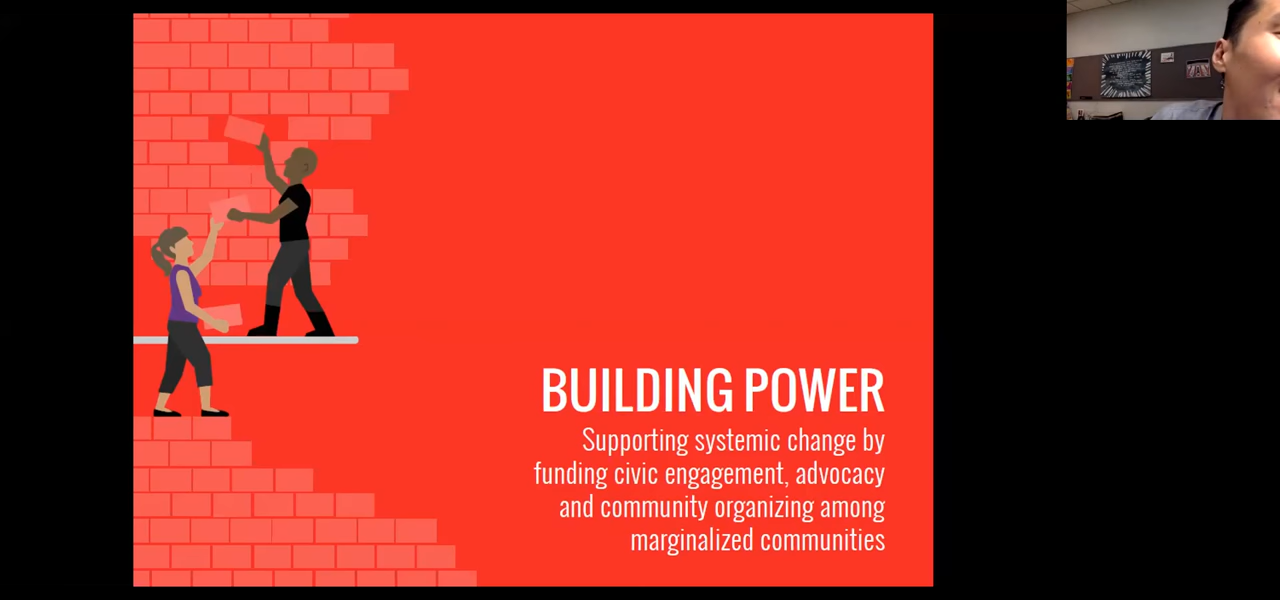 BUILDING POWER
Supporting systemic change by
funding civic engagement, advocacy
and community organizing among
marginalized communities